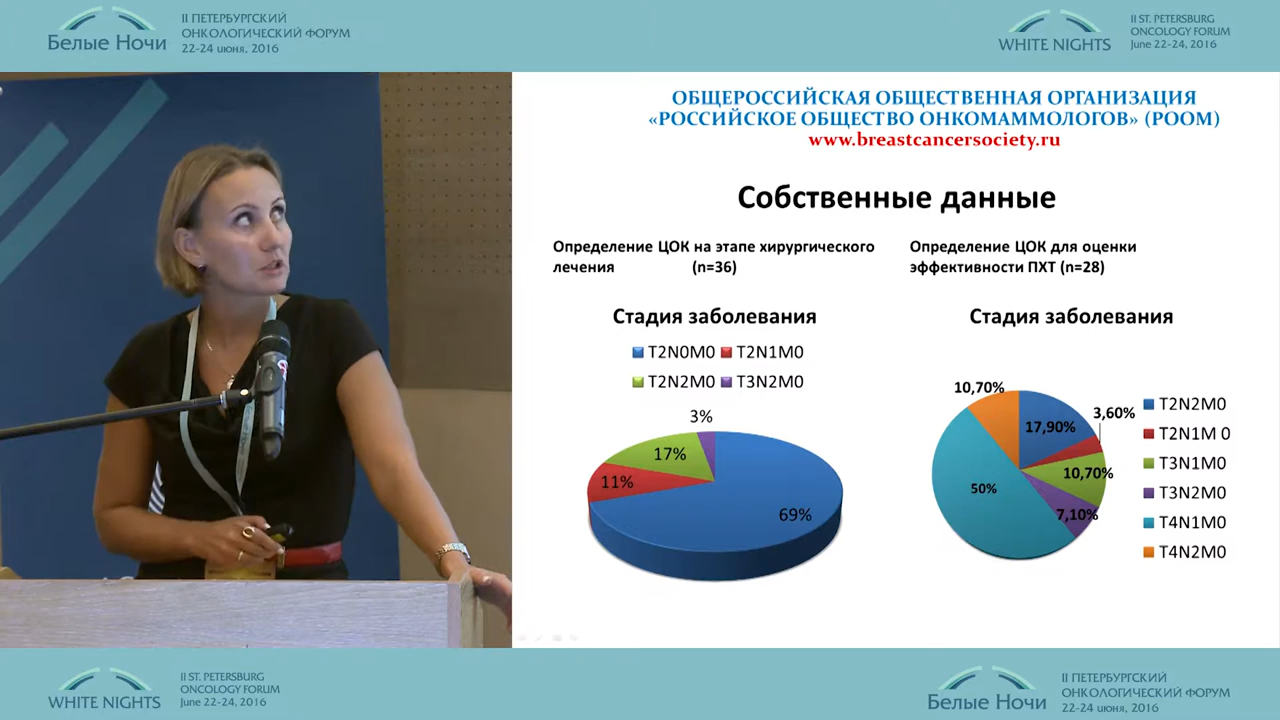 Белые Ночи
II ПЕТЕРБУРГСКИЙ
ОНКОЛОГИЧЕСКИЙ ФОРУМ
22-24 июня, 2016
WHITE NIGHTS
II ST. PETERSBURG
ONCOLOGY FORUM
June 22-24, 2016
ОБЩЕРОССИЙСКАЯ ОБЩЕСТВЕННАЯ ОРГАНИЗАЦИЯ
«РОССИЙСКОЕ ОБЩЕСТВО ОНКОМАММОЛОГОВ» (РООМ)
www.breastcancersociety.ru
Собственные данные
Определение ЦОК на этапе хирургического
лечения (n=36)
Стадия заболевания
T2N0M0 T2N1M0
T2N2M0 T3N2M0
3%
17%
11%
69%
Определение ЦОК для оценки
эффективности ПХТ (n=28)
Стадия заболевания
10,70%
17,90%
3,60%
10,70%
7,10%
50%
T2N2M0
T2N1M 0
T3N1M0
T3N2M0
T4N1M0
T4N2M0
WHITE NIGHTS
II ST. PETERSBURG
ONCOLOGY FORUM
June 22-24, 2016
Белые Ночи
II ПЕТЕРБУРГСКИЙ
ОНКОЛОГИЧЕСКИЙ ФОРУМ
22-24 июня, 2016